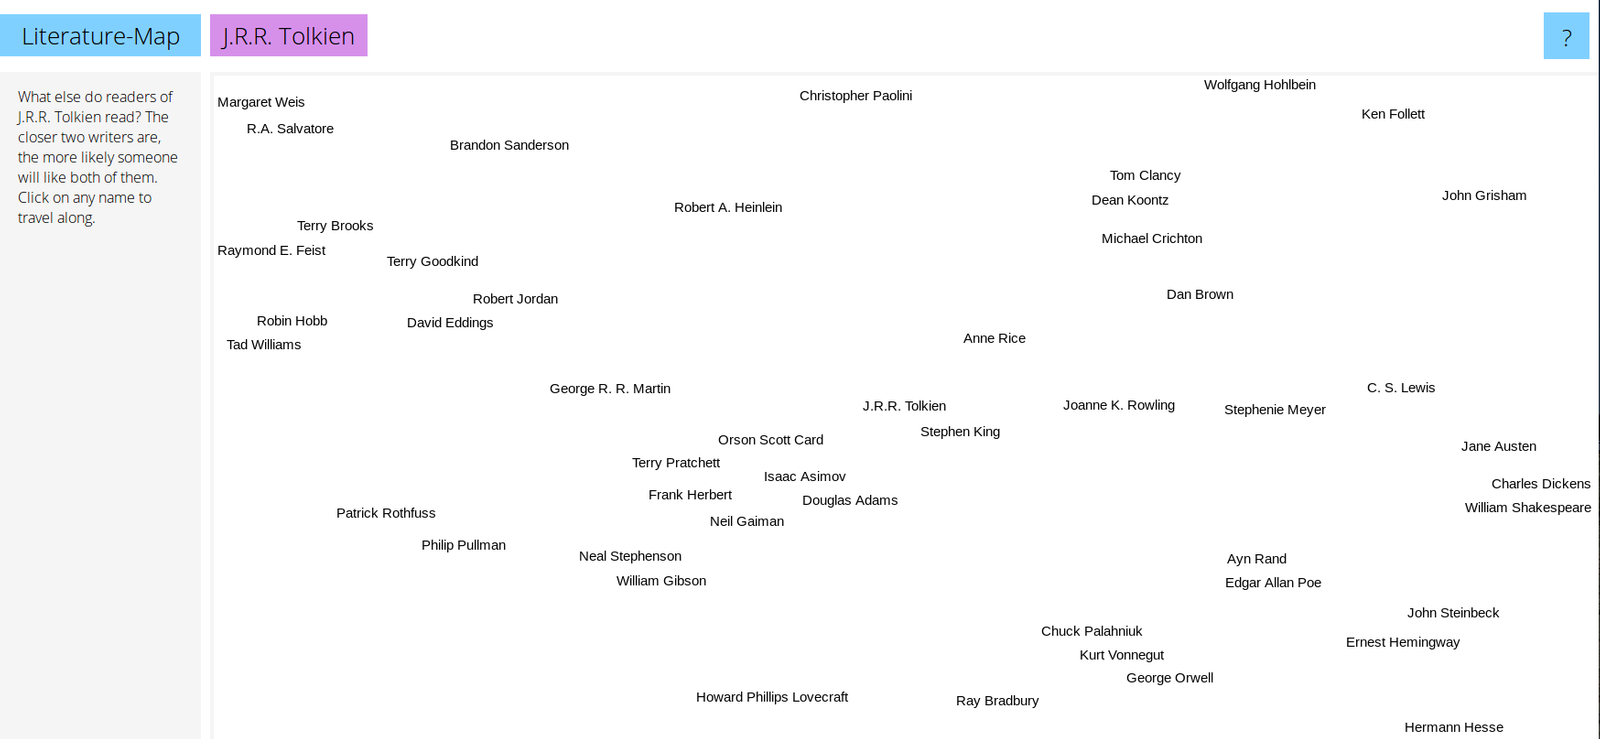 Literature-Map
J.R.R. Tolkien
?
What else do readers of
J.R.R. Tolkien read? The
closer two writers are,
the more likely someone
will like both of them.
Click on any name to
travel along.
Wolfgang Hohlbein
Christopher Paolini
Margaret Weis
Ken Follett
R.A. Salvatore
Brandon Sanderson
Tom Clancy
John Grisham
Dean Koontz
Robert A. Heinlein
Terry Brooks
Michael Crichton
Raymond E. Feist
Terry Goodkind
Dan Brown
Robert Jordan
Robin Hobb
David Eddings
Anne Rice
Tad Williams
C. S. Lewis
George R. R. Martin
Joanne K. Rowling
J.R.R. Tolkien
Stephenie Meyer
Stephen King
Orson Scott Card
Jane Austen
Terry Pratchett
Isaac Asimov
Charles Dickens
Frank Herbert
Douglas Adams
William Shakespeare
Patrick Rothfuss
Neil Gaiman
Philip Pullman
Neal Stephenson
Ayn Rand
William Gibson
Edgar Allan Poe
John Steinbeck
Chuck Palahniuk
Ernest Hemingway
Kurt Vonnegut
George Orwell
Howard Phillips Lovecraft
Ray Bradbury
Hermann Hesse